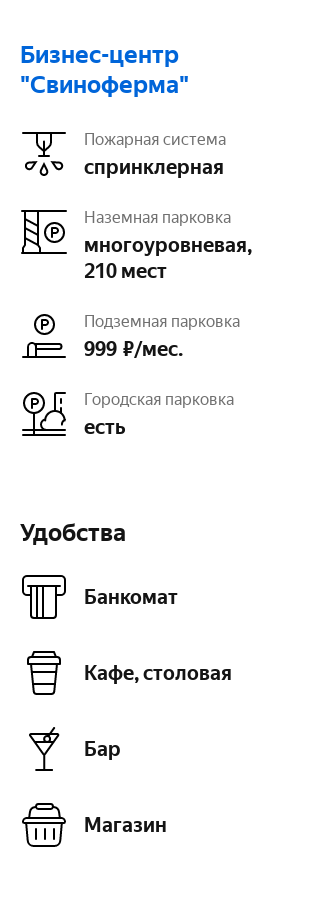 Бизнес-центр
"Свиноферма"
Пожарная система
спринклерная
Наземная парковка
многоуровневая,
210 мест
Подземная парковка
999 ₽/мес.
Городская парковка
есть
Удобства
Банкомат
Кафе, столовая
Бар
Магазин